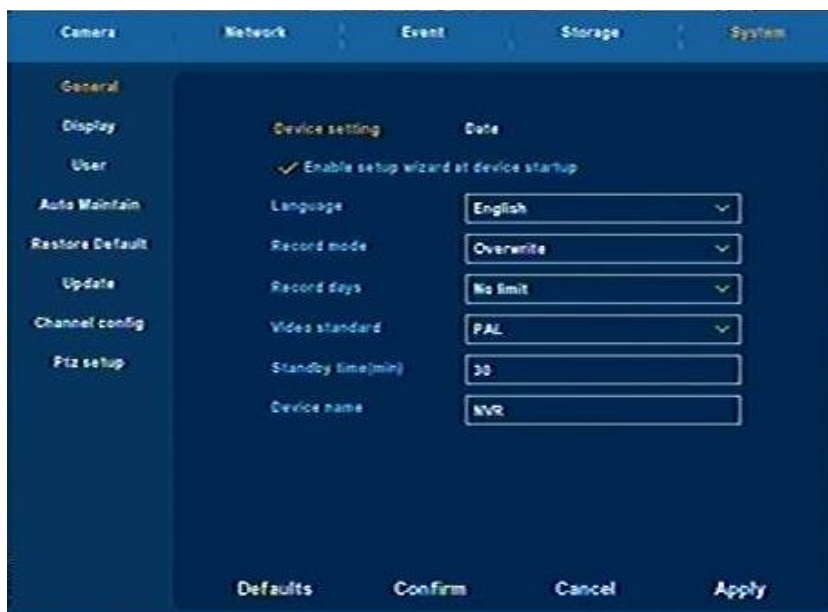 Camera Network Event Storage System
General
Display
User
Auto Maintain
Restore Default
Update
Channel config
Ptz setup
Device setting Date
Enable setup wizard at device startup
Language English
Record mode Overwrite
Record days No limit
Video standard PAL
Standby time(min) 30
Device name NVR
Defaults Confirm Cancel Apply